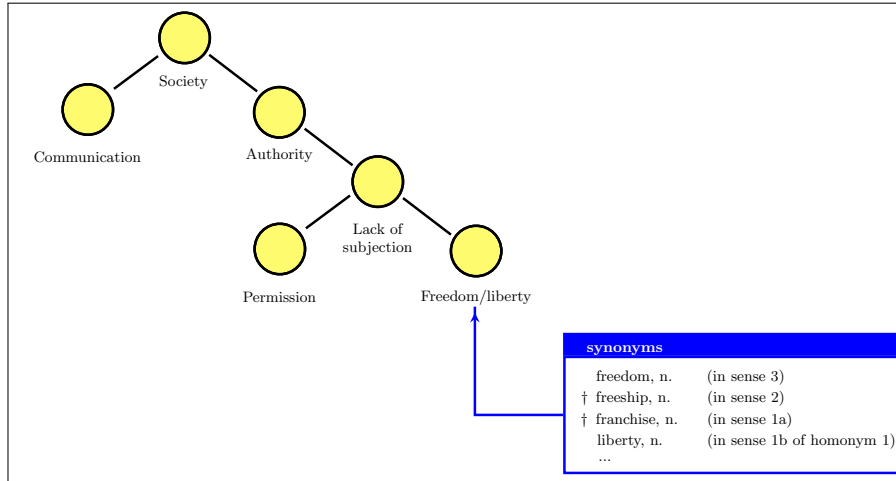 Society
Communication
Authority
Lack of
subjection
Permission
Freedom/liberty
synonyms
freedom, n. (in sense 3)
† freeship, n. (in sense 2)
† franchise, n. (in sense 1a)
liberty, n. (in sense 1b of homonym 1)
...